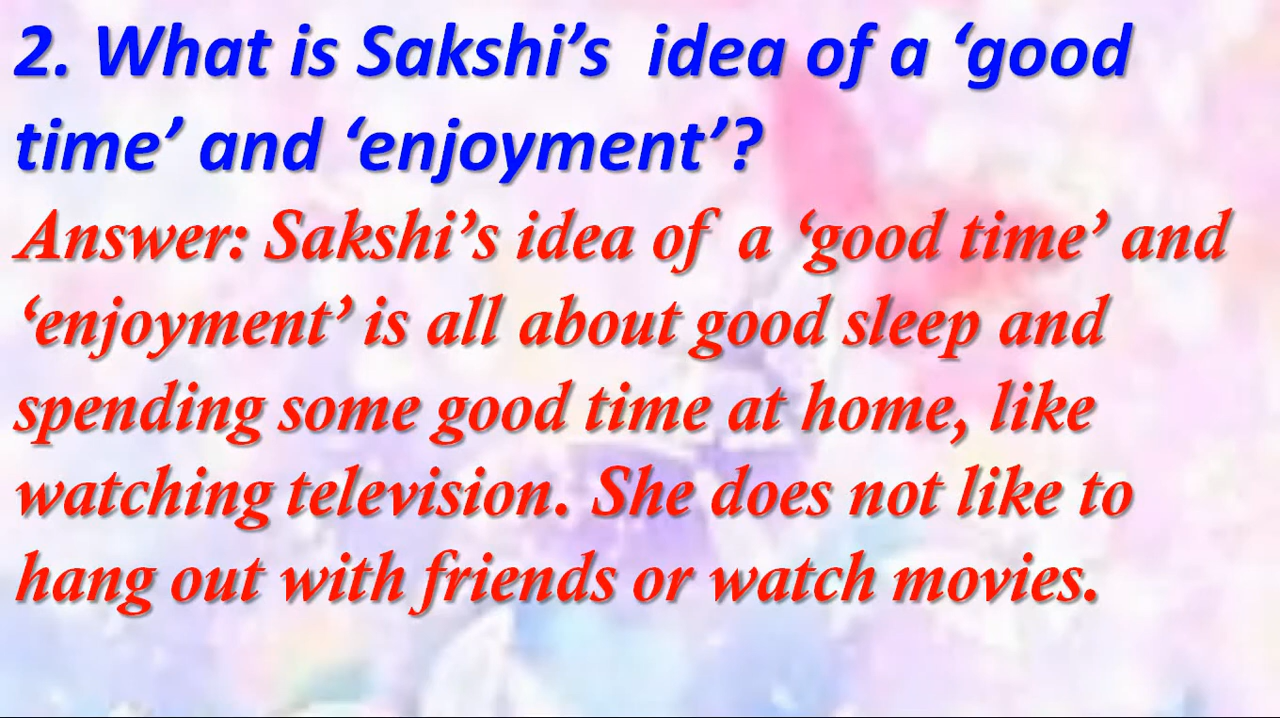 2. What is Sakshi’s idea of a ‘good
time’ and ‘enjoyment’?
Answer: Sakshi’s idea of a ‘good time’ and
‘enjoyment’ is all about good sleep and
spending some good time at home, like
watching television. She does not like to
hang out with friends or watch movies.